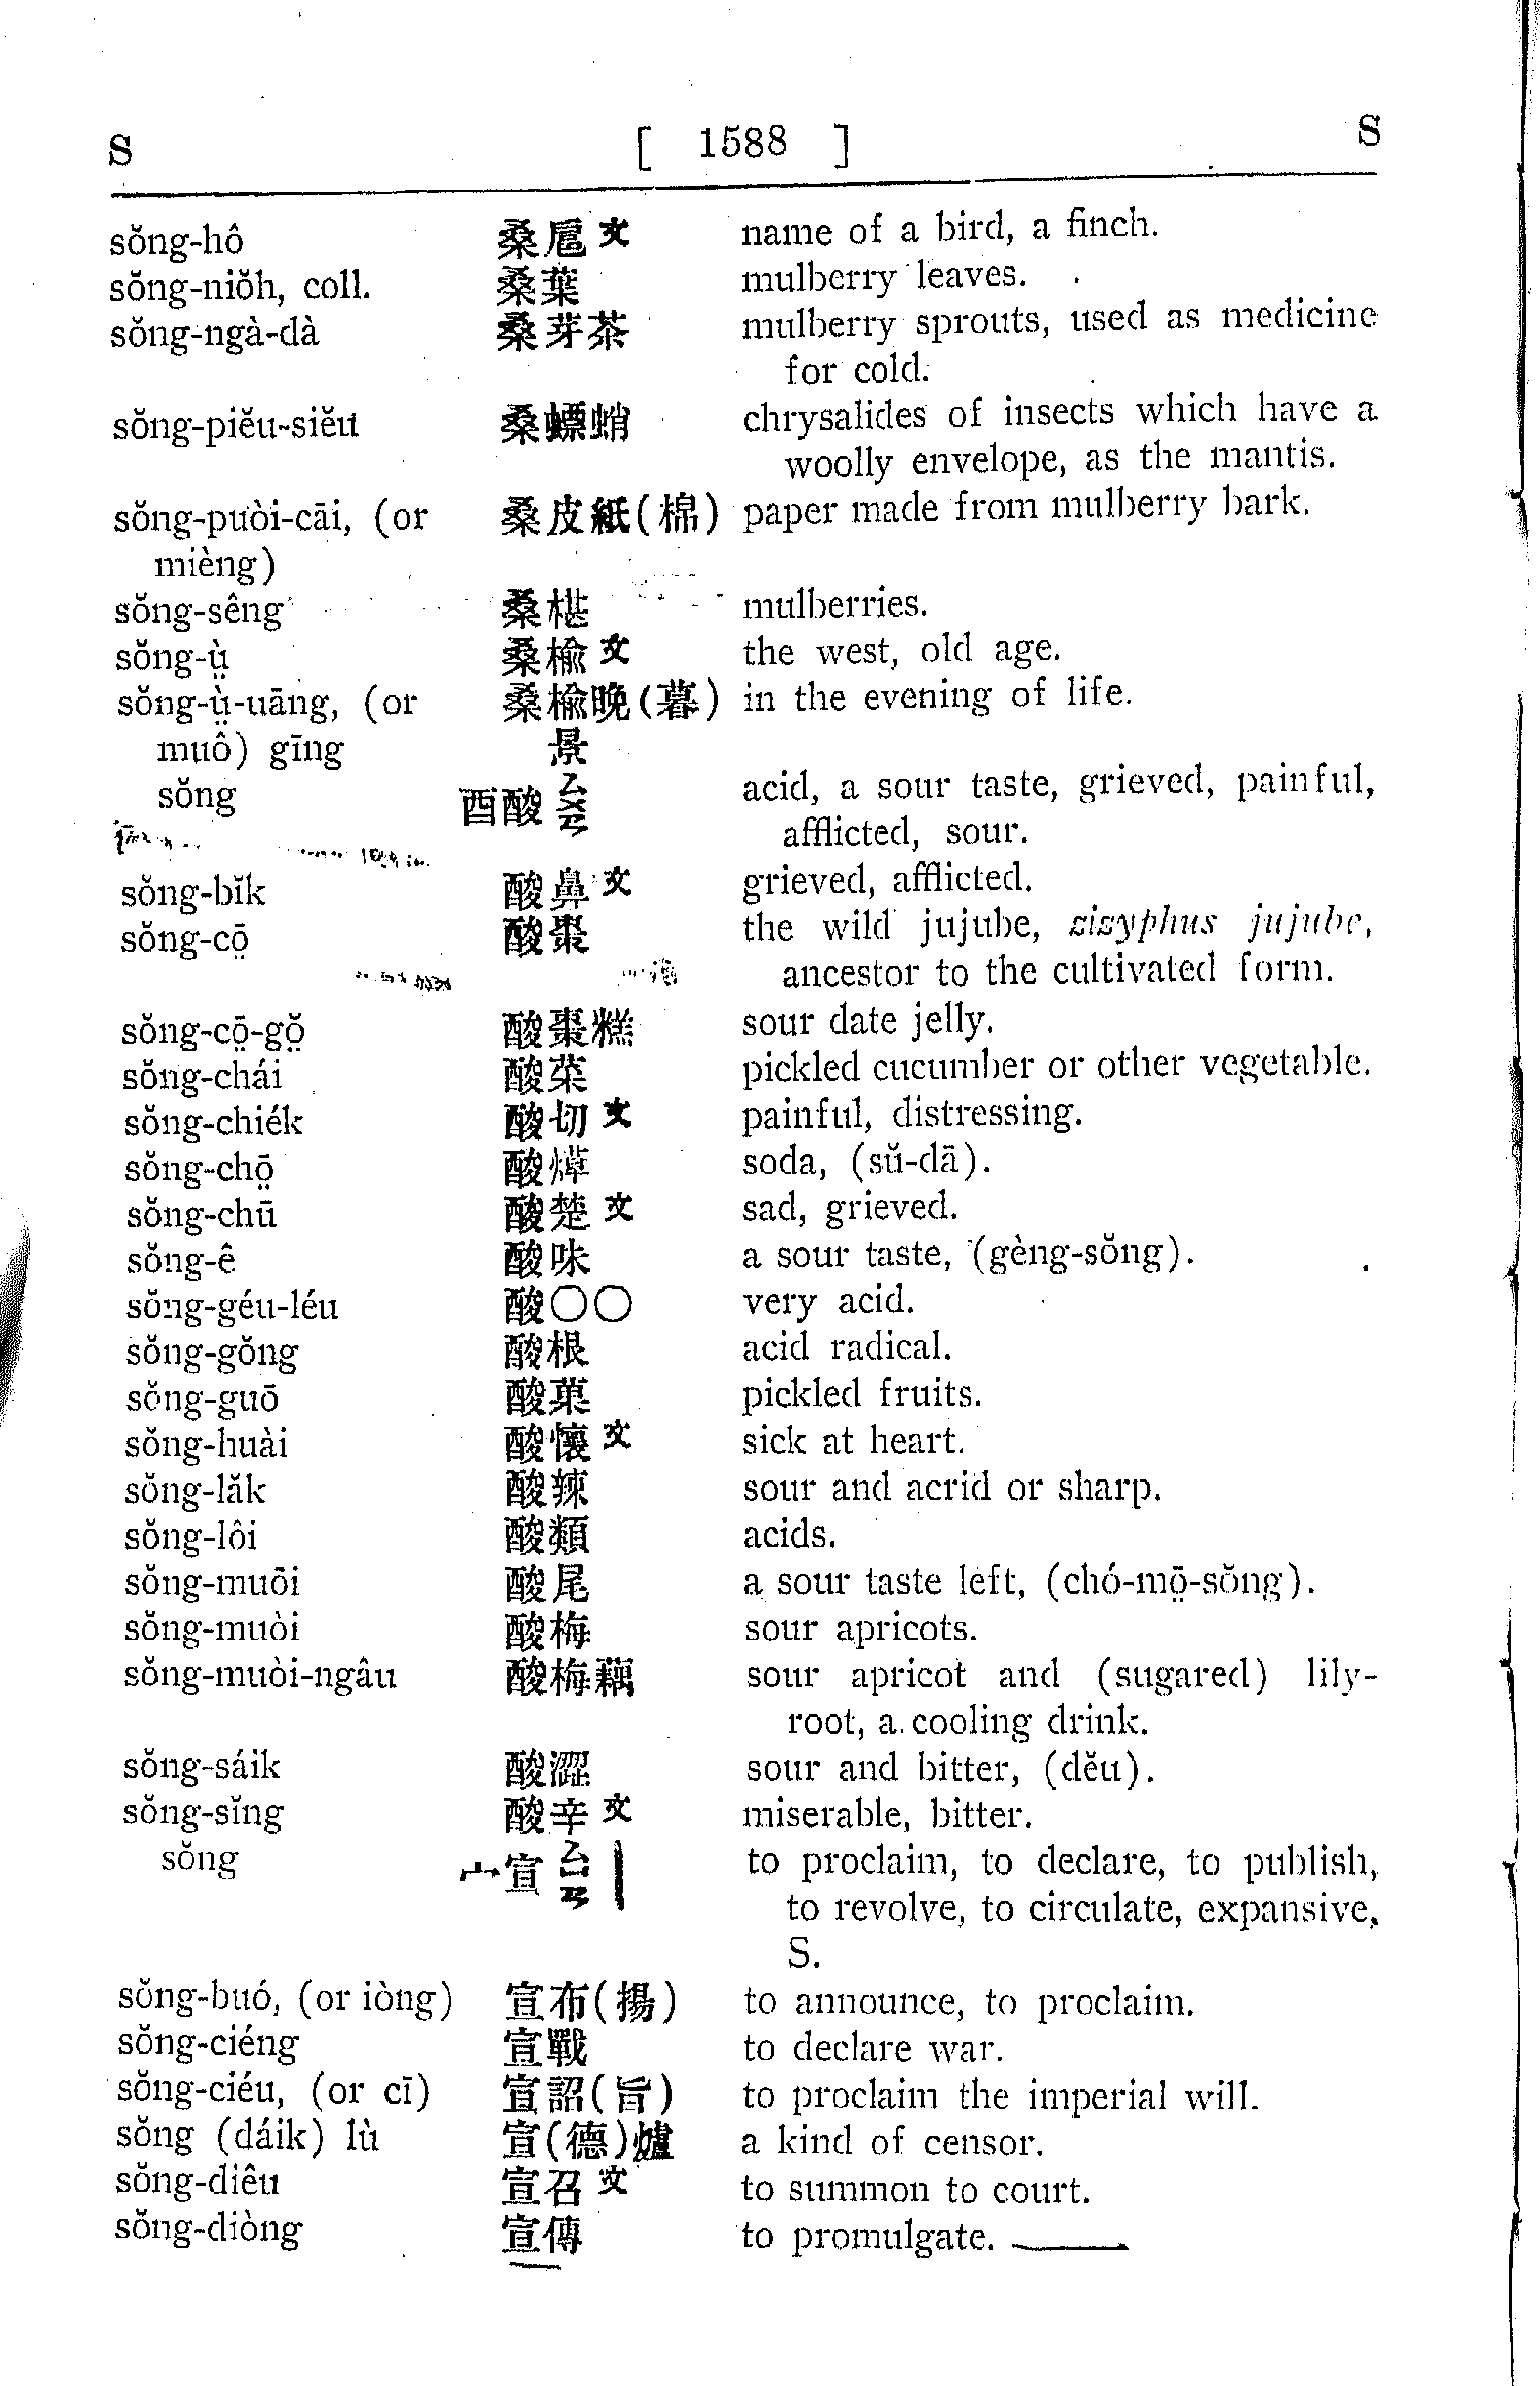 S [ 1588 ] S
sŏng-hô 桑扈文 name of a bird, a finch.
sŏng-niŏh, coll. 桑葉 mulberry leaves.
sŏng-ngà-dà 桑芽茶 mulberry sprouts, used as medicine
for cold.
sŏng-piĕu-siĕu 桑螵蛸 chrysalides of insects which have a
woolly envelope, as the mantis.
sŏng-puòi-cāi, (or 桑皮紙(棉) paper made from mulberry bark.
mièng)
sŏng-sêng 桑椹 mulberries.
sŏng-ṳ̀ 桑榆文 the west, old age.
sŏng-ṳ̀-uāng, (or 桑榆晚(暮) in the evening of life.
muô) gīng 景
sŏng 酉酸 ㄙㄨㄢ acid, a sour taste, grieved, painful,
afflicted, sour.
sŏng-bĭk 酸鼻文 grieved, afflicted.
sŏng-cō̤ 酸棗 the wild jujube, zizyphus jujube,
ancestor to the cultivated form.
sŏng-cō̤-gŏ̤ 酸棗糕 sour date jelly.
sŏng-chái 酸菜 pickled cucumber or other vegetable.
sŏng-chiék 酸切文 painful, distressing.
sŏng-chō̤ 酸 soda, (sŭ-dā).
sŏng-chū 酸楚文 sad, grieved.
sŏng-ê 酸味 a sour taste, (gèng-sŏng).
sŏng-géu-léu 酸〇〇 very acid.
sŏng-gŏng 酸根 acid radical.
sŏng-guō 酸菓 pickled fruits.
sŏng-huài 酸懷文 sick at heart.
sŏng-lăk 酸辣 sour and acrid or sharp.
sŏng-lôi 酸類 acids.
sŏng-muōi 酸尾 a sour taste left, (chó-mō̤-sŏng).
sŏng-muòi 酸梅 sour apricots.
sŏng-muòi-ngâu 酸梅藕 sour apricot and (sugared) lily-
root, a cooling drink.
sŏng-sáik 酸澀 sour and bitter, (dĕu).
sŏng-sĭng 酸辛文 miserable, bitter.
sŏng 宀宣 ㄙㄩㄢ to proclaim, to declare, to publish,
to revolve, to circulate, expansive,
S.
sŏng-buó, (or iòng) 宣布(揚) to announce, to proclaim.
sŏng-ciéng 宣戰 to declare war.
sŏng-ciéu, (or cī) 宣詔(旨) to proclaim the imperial will.
sŏng (dáik) lù 宣(德)爐 a kind of censor.
sŏng-diêu 宣召文 to summon to court.
sŏng-diòng 宣傳 to promulgate.